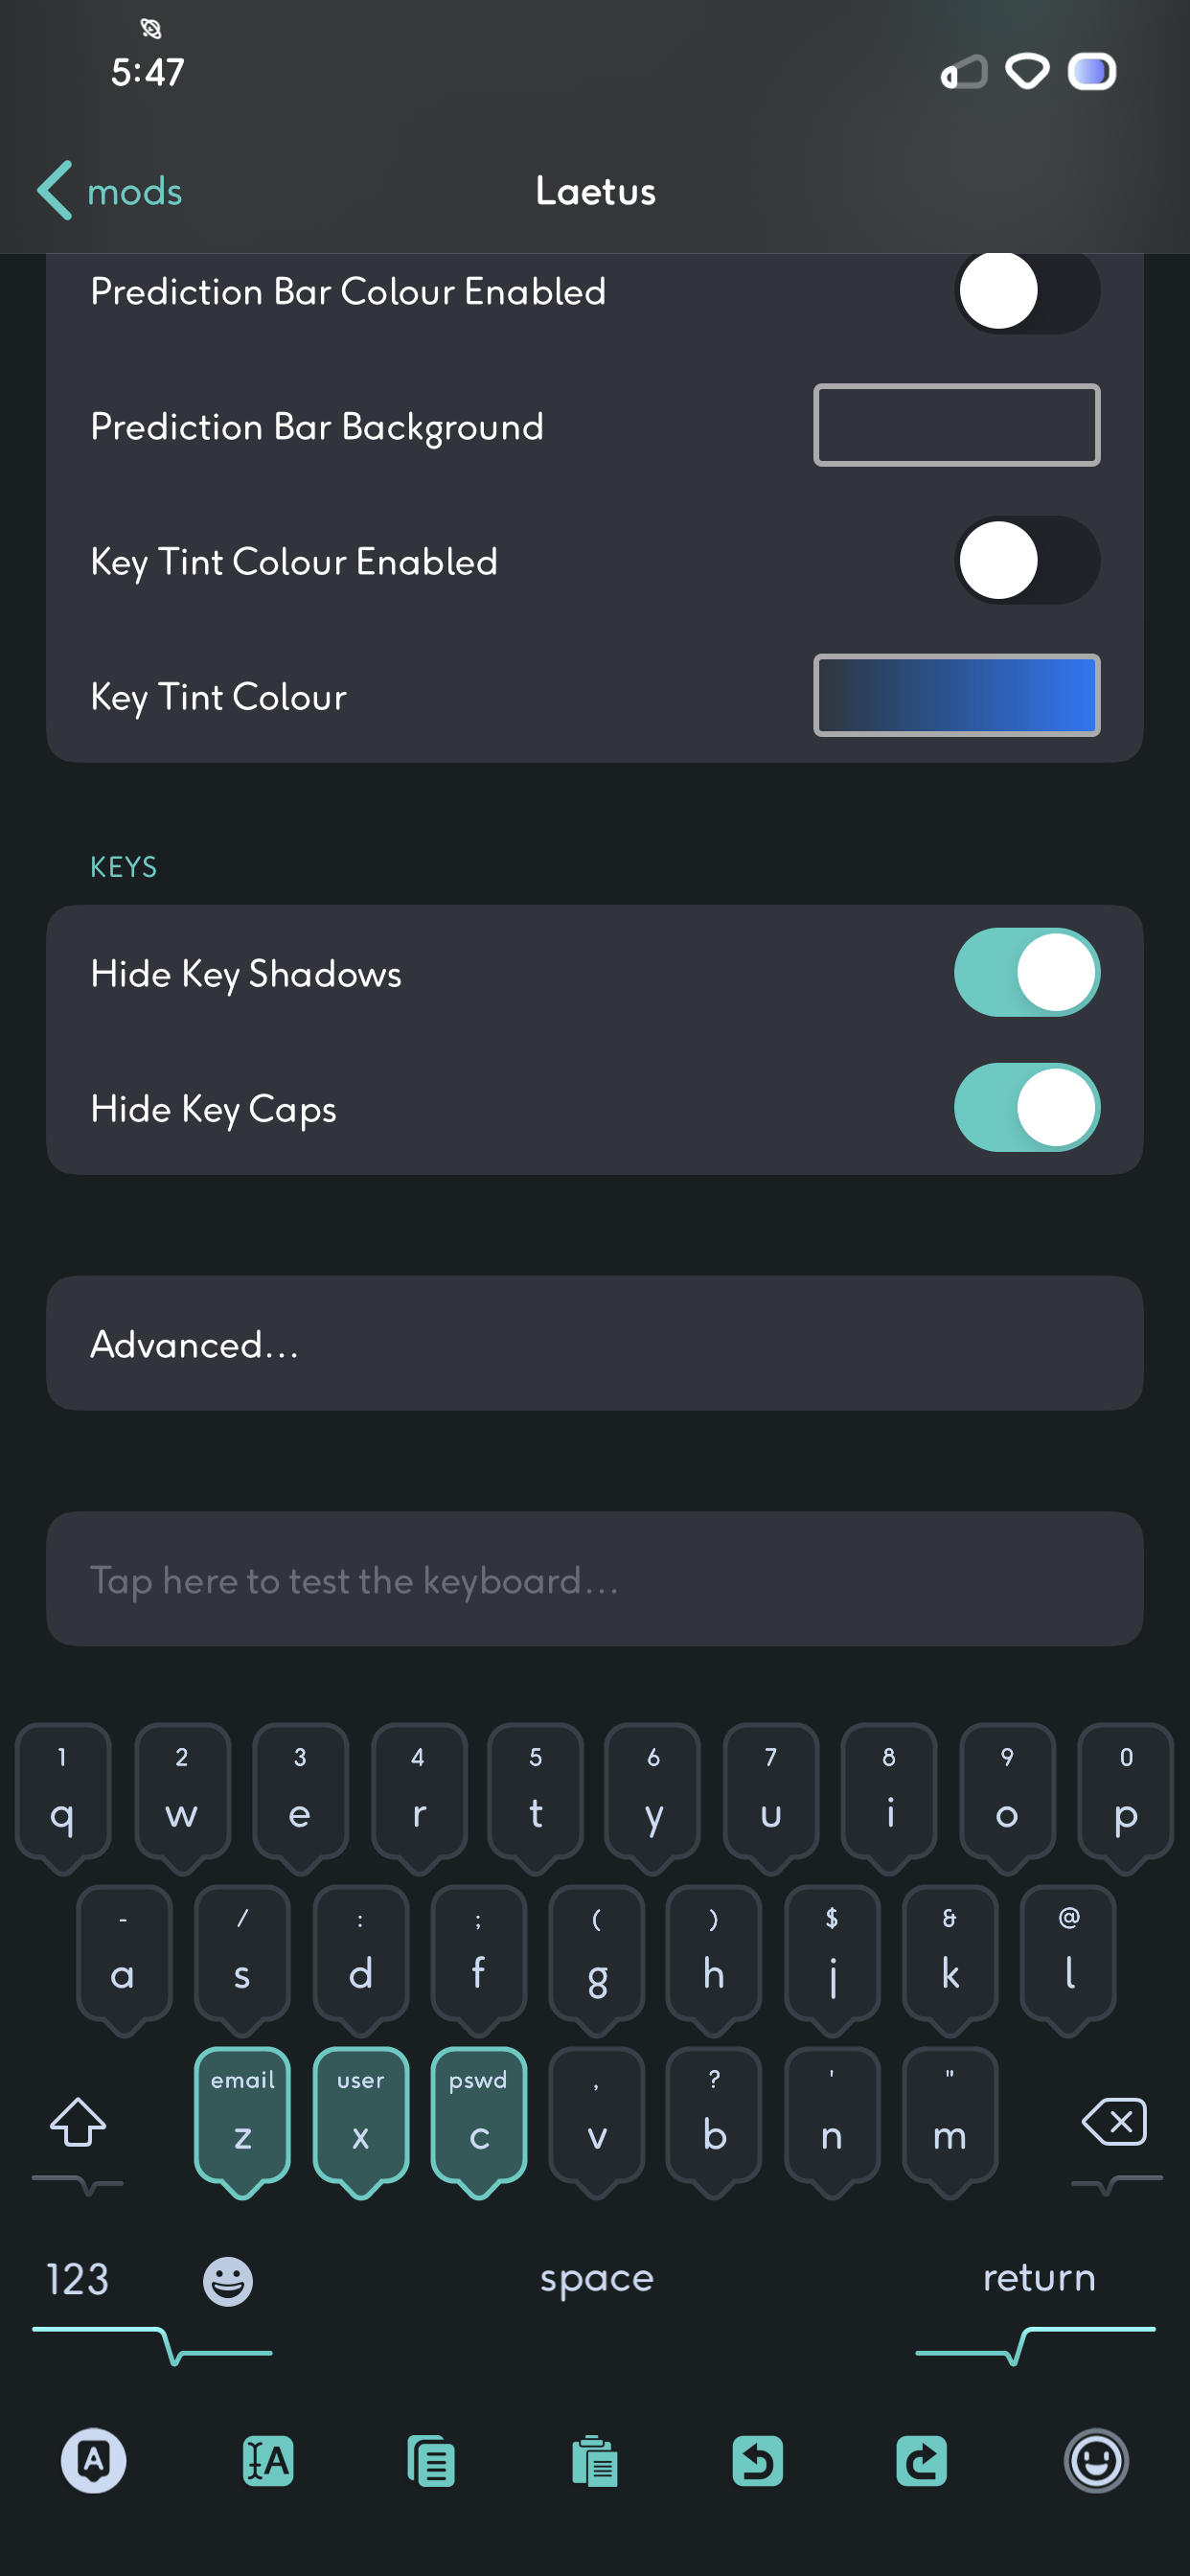 5:47
mods
Laetus
Prediction Bar Colour Enabled
Prediction Bar Background
Key Tint Colour Enabled
Key Tint Colour
KEYS
Hide Key Shadows
Hide Key Caps
Advanced...
Tap here to test the keyboard...
1 2 3 4 5 6 7 8 9 0
q w e r t y u i o p
- / : ; ( ) $ & @
a s d f g h j k l
email user pswd , ? ' "
z x c v b n m
123 space return
A A